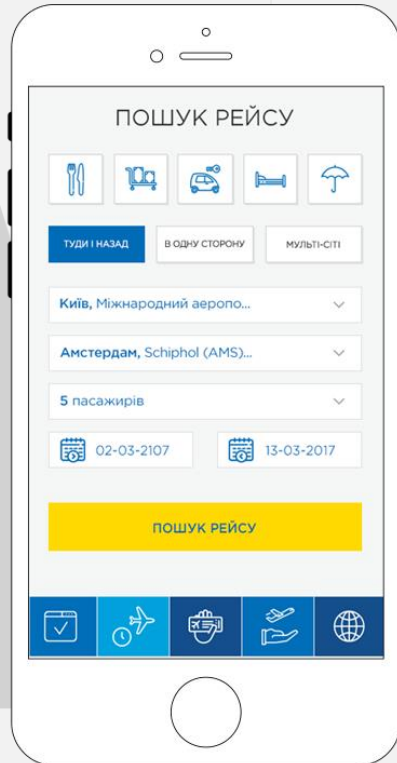 ПОШУК РЕЙСУ
ТУДИ І НАЗАД
В ОДНУ СТОРОНУ
МУЛЬТІ-СІТІ
Київ, Міжнародний аеропо...
Амстердам, Schiphol (AMS)...
5 пасажирів
02-03-2107
13-03-2017
ПОШУК РЕЙСУ